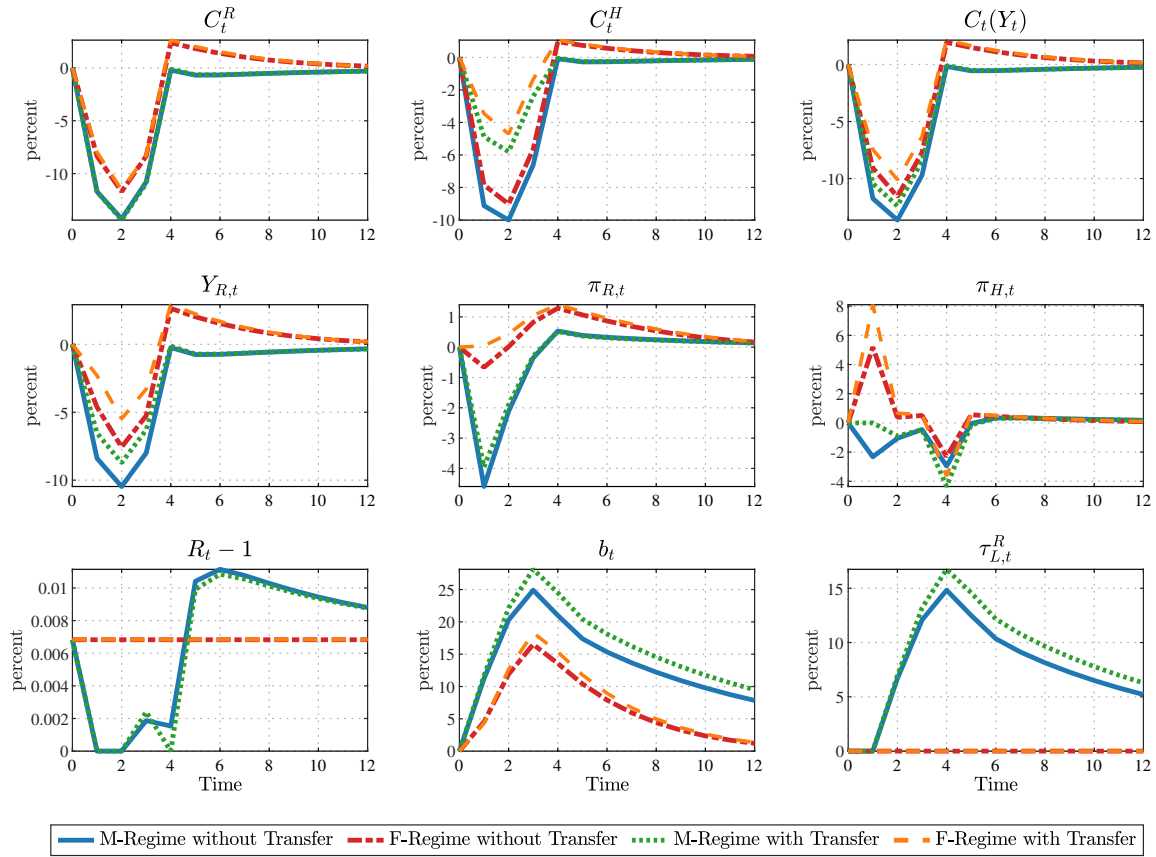 $C_t^R$ $C_t^H$ $C_t(Y_t)$
percent percent percent
0 -5 -10
0 -2 -4 -6 -8 -10
0 -5 -10
0 2 4 6 8 10 12 0 2 4 6 8 10 12 0 2 4 6 8 10 12
$Y_{R,t}$ $\pi_{R,t}$ $\pi_{H,t}$
percent percent percent
0 -5 -10
1 0 -1 -2 -3 -4
8 6 4 2 0 -2 -4
0 2 4 6 8 10 12 0 2 4 6 8 10 12 0 2 4 6 8 10 12
$R_t - 1$ $b_t$ $\tau_{L,t}^R$
percent percent percent
0.01 0.008 0.006 0.004 0.002 0
25 20 15 10 5 0
15 10 5 0
0 2 4 6 8 10 12 0 2 4 6 8 10 12 0 2 4 6 8 10 12
Time Time Time
M-Regime without Transfer F-Regime without Transfer M-Regime with Transfer F-Regime with Transfer